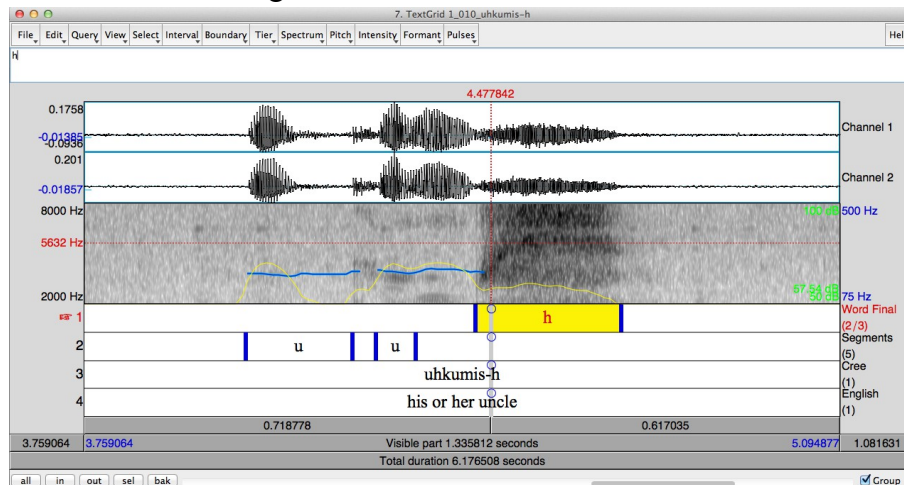 7. TextGrid 1_010_uhkumis-h
File Edit Query View Select Interval Boundary Tier Spectrum Pitch Intensity Formant Pulses Hel
h
4.477842
0.1758
-0.01385
-0.0936
Channel 1
0.201
-0.01857
Channel 2
8000 Hz 100 dB 500 Hz
5632 Hz
57.54 dB
2000 Hz 50 dB 75 Hz
1 h Word Final
(2/3)
2 u u Segments
(5)
3 uhkumis-h Cree
(1)
4 his or her uncle English
(1)
0.718778 0.617035
3.759064 3.759064 Visible part 1.335812 seconds 5.094877 1.081631
Total duration 6.176508 seconds
all in out sel bak Group